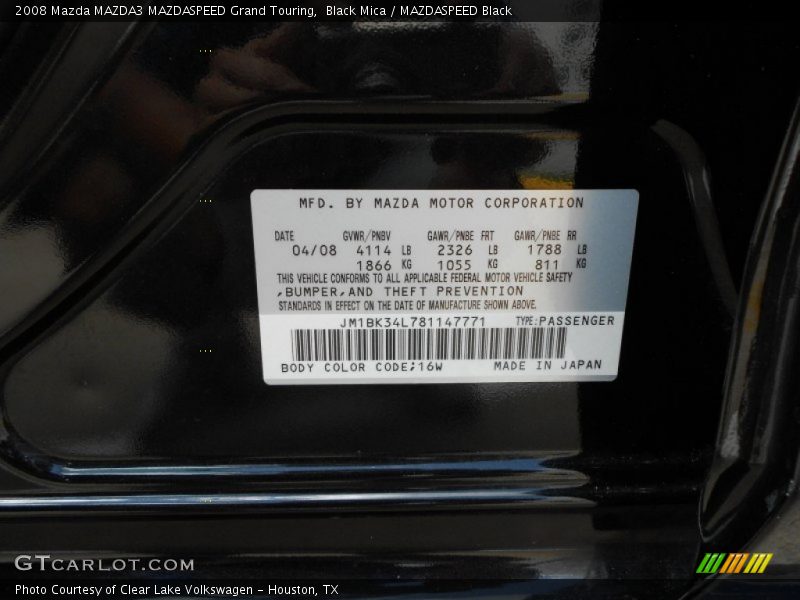 2008 Mazda MAZDA3 MAZDASPEED Grand Touring,  Black Mica / MAZDASPEED Black
MFD. BY MAZDA MOTOR CORPORATION
DATE GVWR/PNBV GAWR/PNBE FRT GAWR/PNBE RR
04/08 4114 LB 2326 LB 1788 LB
1866 KG 1055 KG 811 KG
THIS VEHICLE CONFORMS TO ALL APPLICABLE FEDERAL MOTOR VEHICLE SAFETY
,BUMPER,AND THEFT PREVENTION
STANDARDS IN EFFECT ON THE DATE OF MANUFACTURE SHOWN ABOVE.
JM1BK34L781147771 TYPE:PASSENGER
BODY COLOR CODE;16W MADE IN JAPAN
GTCARLOT.COM
Photo Courtesy of Clear Lake Volkswagen - Houston, TX